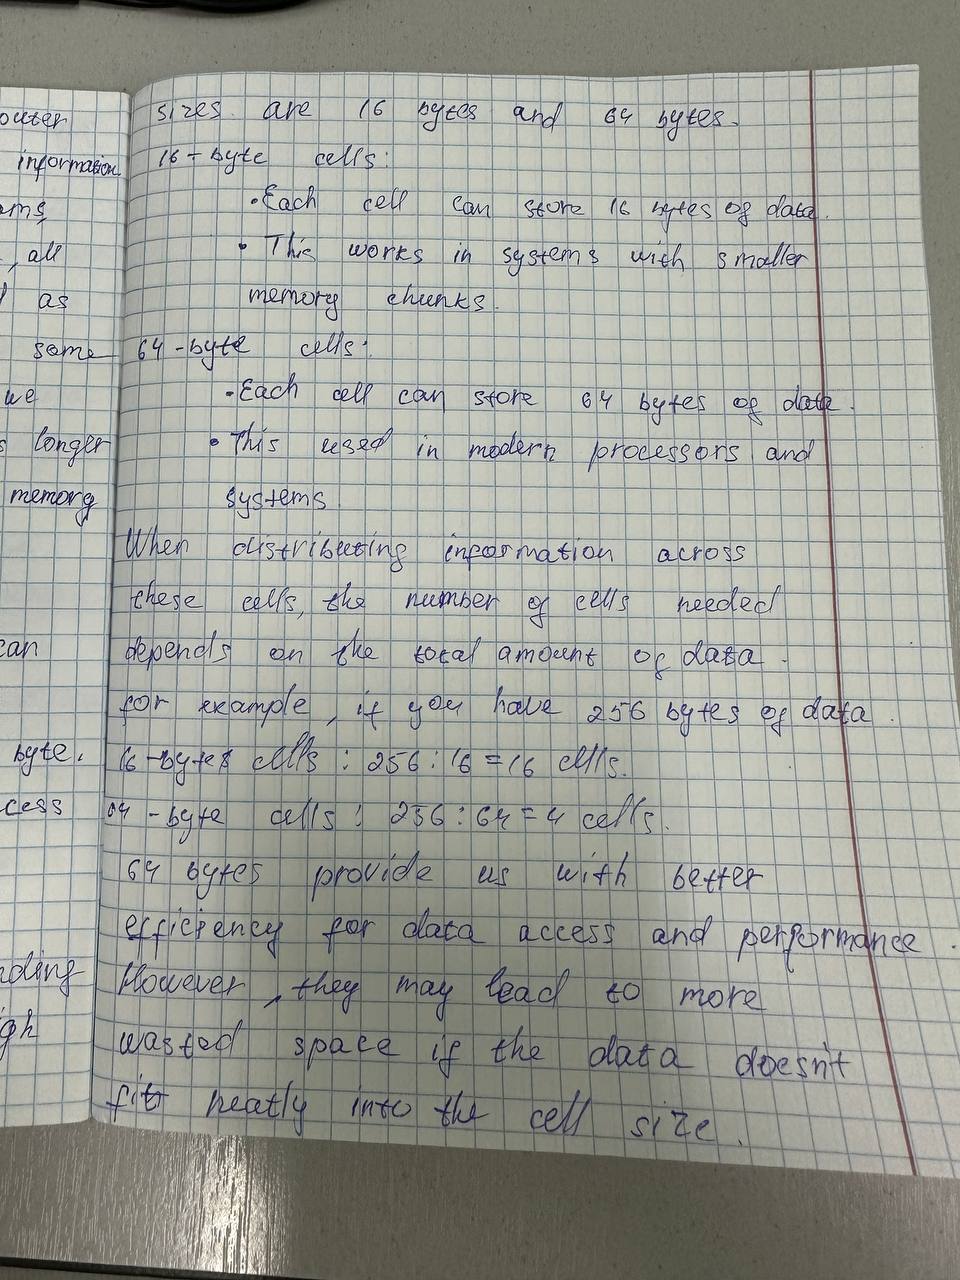 outer
information
ams
, all
as
some
we
s longer
memory
can
byte.
cess
nding
igh
sizes are 16 bytes and 64 bytes.
16-byte cells:
• Each cell can store 16 bytes of data.
• This works in systems with smaller
memory chunks.
64-byte cells:
• Each cell can store 64 bytes of data.
• This used in modern processors and
systems.
When distributing information across
these cells, the number of cells needed
depends on the total amount of data.
for example, if you have 256 bytes of data.
16-bytes cells: 256:16=16 cells.
64-byte cells: 256:64=4 cells.
64 bytes provide us with better
efficiency for data access and performance.
However, they may lead to more
wasted space if the data doesn't
fit neatly into the cell size.